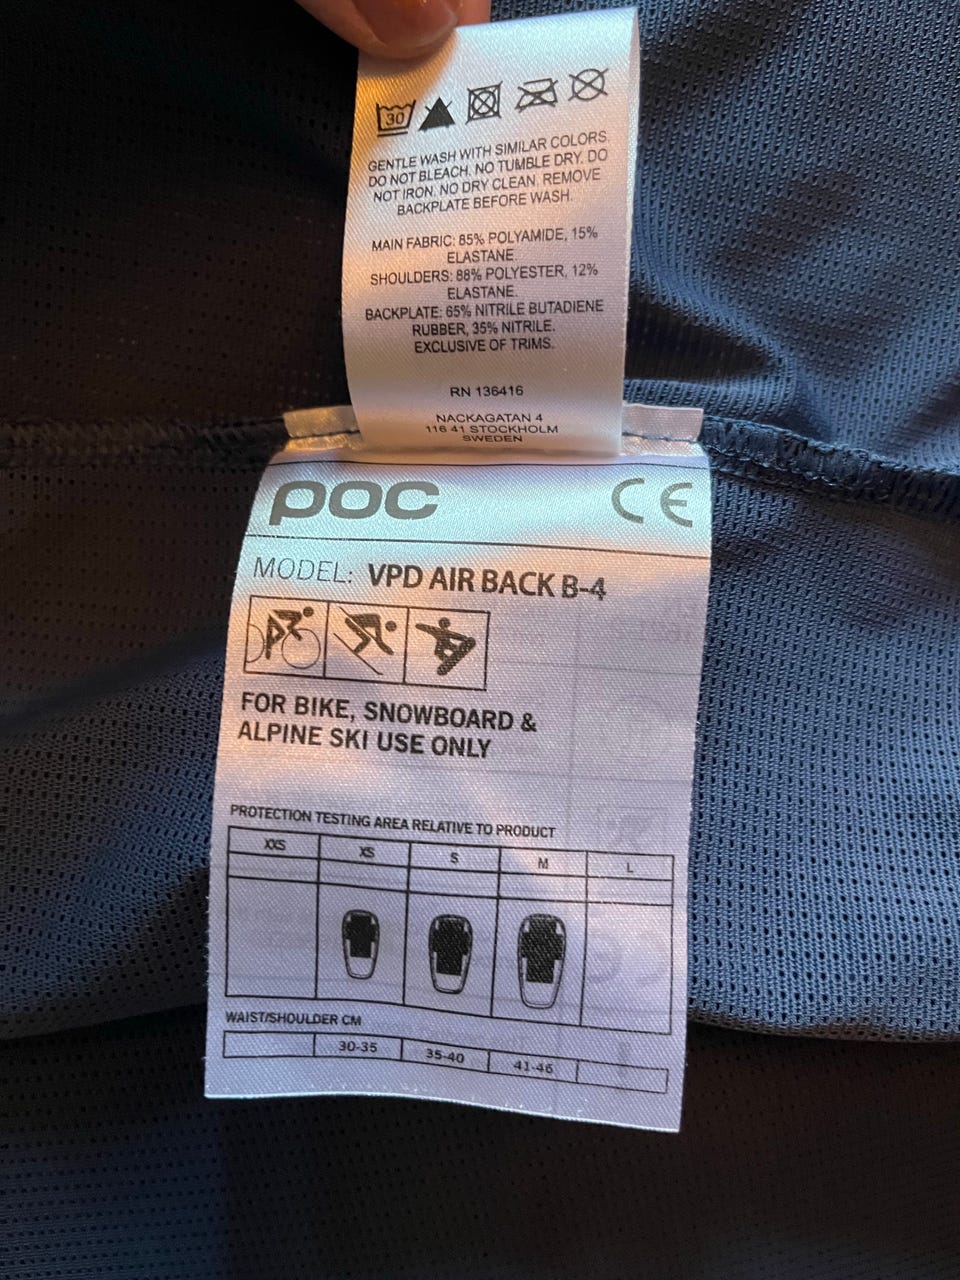 30
GENTLE WASH WITH SIMILAR COLORS.
DO NOT BLEACH. NO TUMBLE DRY. DO
NOT IRON. NO DRY CLEAN. REMOVE
BACKPLATE BEFORE WASH.
MAIN FABRIC: 85% POLYAMIDE, 15%
ELASTANE.
SHOULDERS: 88% POLYESTER, 12%
ELASTANE.
BACKPLATE: 65% NITRILE BUTADIENE
RUBBER, 35% NITRILE.
EXCLUSIVE OF TRIMS.
RN 136416
NACKAGATAN 4
116 41 STOCKHOLM
SWEDEN
POC CE
MODEL: VPD AIR BACK B-4
FOR BIKE, SNOWBOARD &
ALPINE SKI USE ONLY
PROTECTION TESTING AREA RELATIVE TO PRODUCT
XXS XS S M L
WAIST/SHOULDER CM
30-35 35-40 41-46